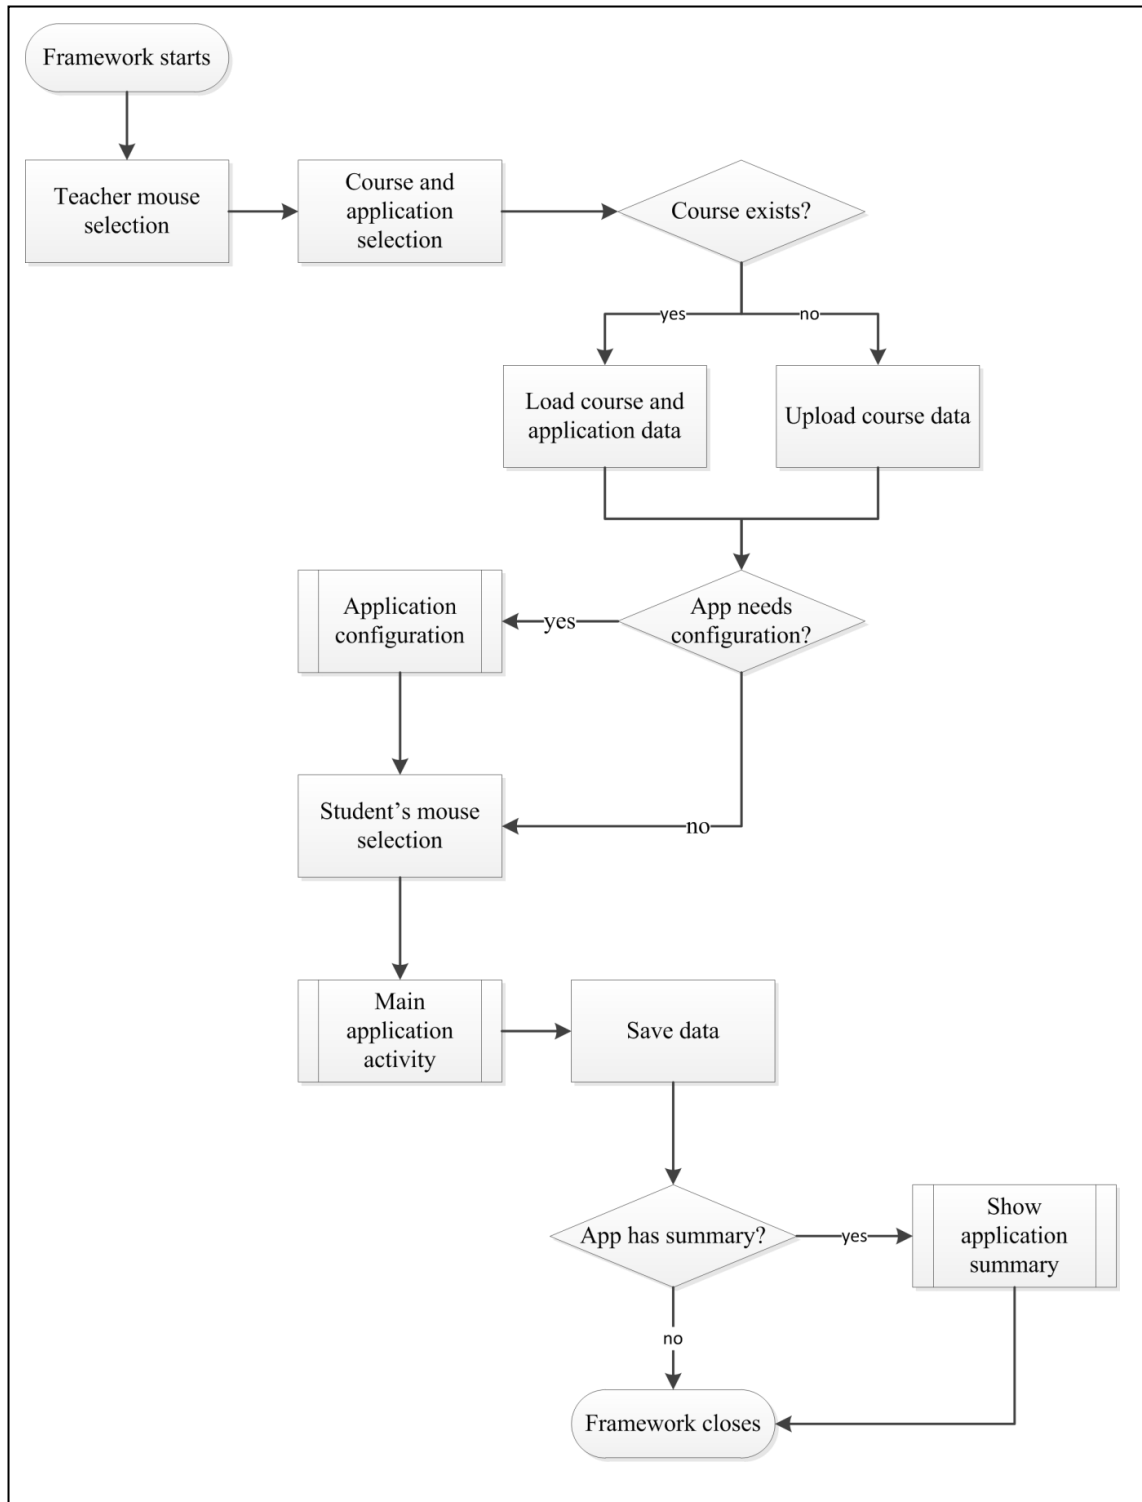 Framework starts
Teacher mouse
selection
Course and
application
selection
Course exists?
yes
no
Load course and
application data
Upload course data
App needs
configuration?
yes
Application
configuration
no
Student’s mouse
selection
Main
application
activity
Save data
App has summary?
yes
Show
application
summary
no
Framework closes